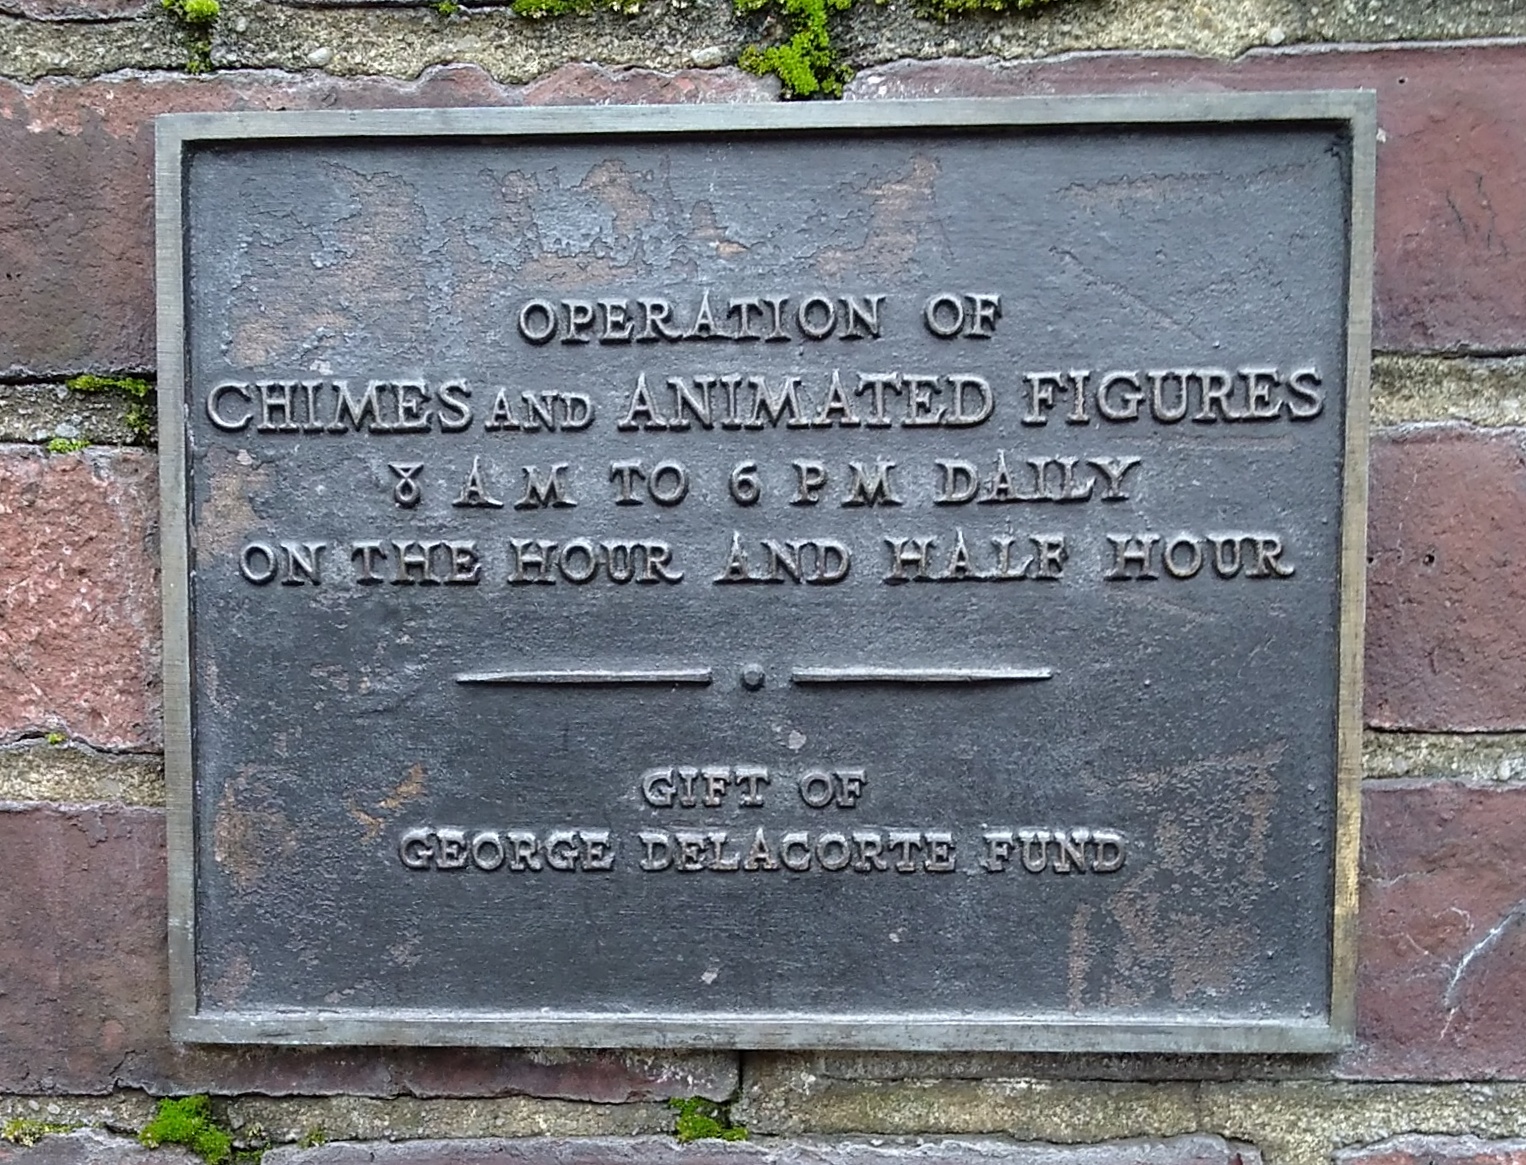 OPERATION OF
CHIMES AND ANIMATED FIGURES
8 A M TO 6 P M DAILY
ON THE HOUR AND HALF HOUR
GIFT OF
GEORGE DELACORTE FUND